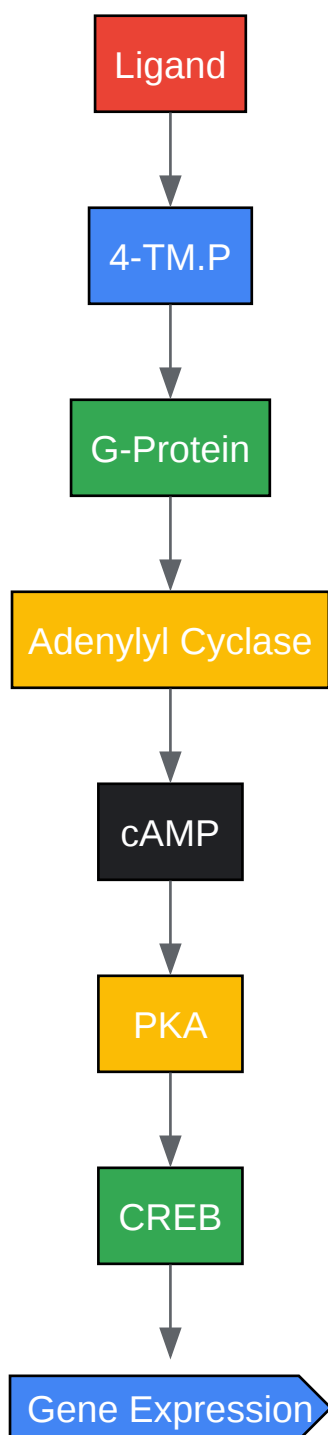 Ligand
4-TM.P
G-Protein
Adenylyl Cyclase
cAMP
PKA
CREB
Gene Expression